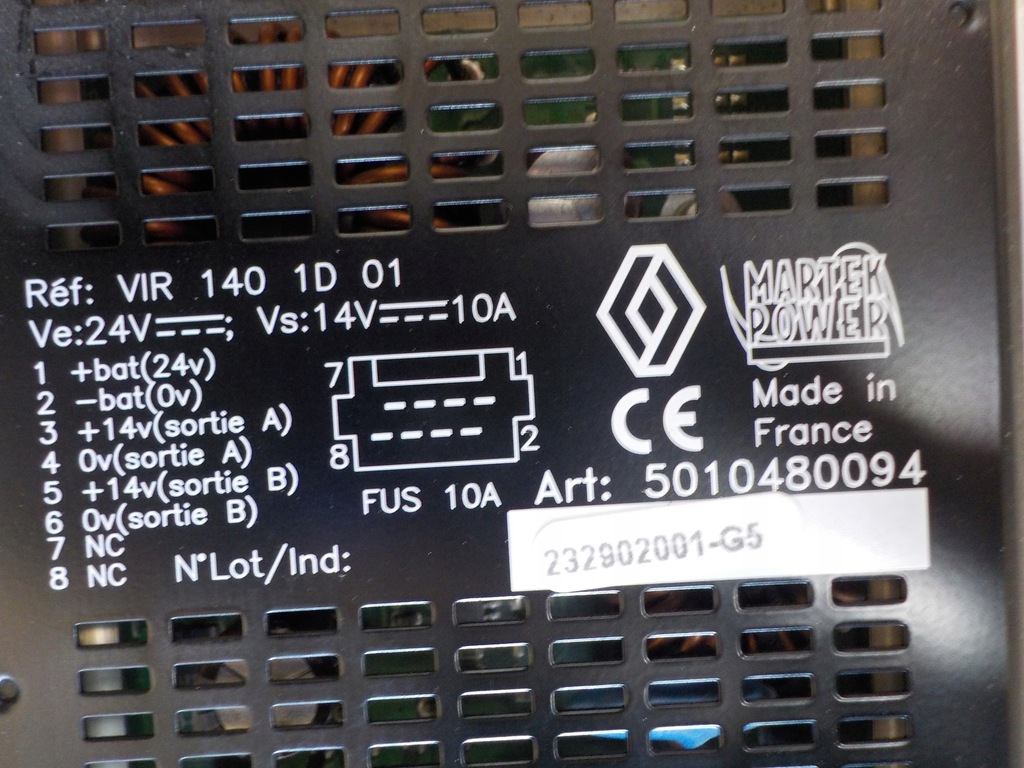 Réf: VIR 140 1D 01
Ve:24V ; Vs:14V 10A
1 +bat(24v)
2 -bat(0v)
3 +14v(sortie A)
4 0v(sortie A)
5 +14v(sortie B)
6 0v(sortie B)
7 NC
8 NC
7 1
8 2
FUS 10A
N°Lot/Ind:
MARTEK
POWER
CE
Made in
France
Art: 5010480094
232902001-G5